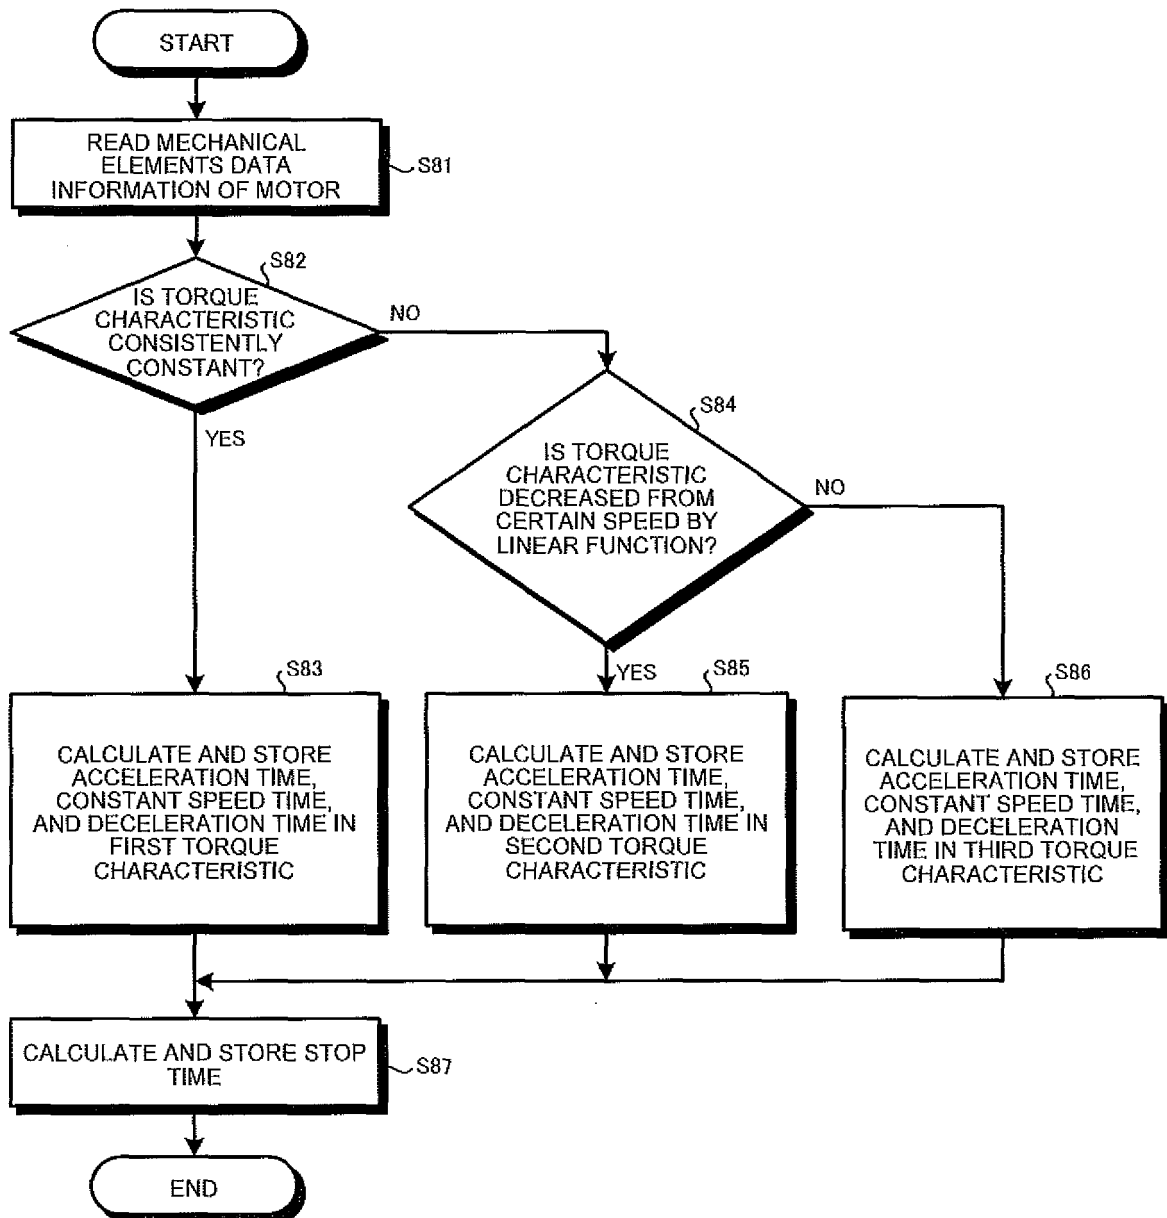 START
READ MECHANICAL
ELEMENTS DATA
INFORMATION OF MOTOR
S81
S82
IS TORQUE
CHARACTERISTIC
CONSISTENTLY
CONSTANT?
NO
YES
S84
IS TORQUE
CHARACTERISTIC
DECREASED FROM
CERTAIN SPEED BY
LINEAR FUNCTION?
NO
YES
S83
CALCULATE AND STORE
ACCELERATION TIME,
CONSTANT SPEED TIME,
AND DECELERATION TIME IN
FIRST TORQUE
CHARACTERISTIC
S85
CALCULATE AND STORE
ACCELERATION TIME,
CONSTANT SPEED TIME,
AND DECELERATION TIME IN
SECOND TORQUE
CHARACTERISTIC
S86
CALCULATE AND STORE
ACCELERATION TIME,
CONSTANT SPEED TIME,
AND DECELERATION
TIME IN THIRD TORQUE
CHARACTERISTIC
CALCULATE AND STORE STOP
TIME
S87
END